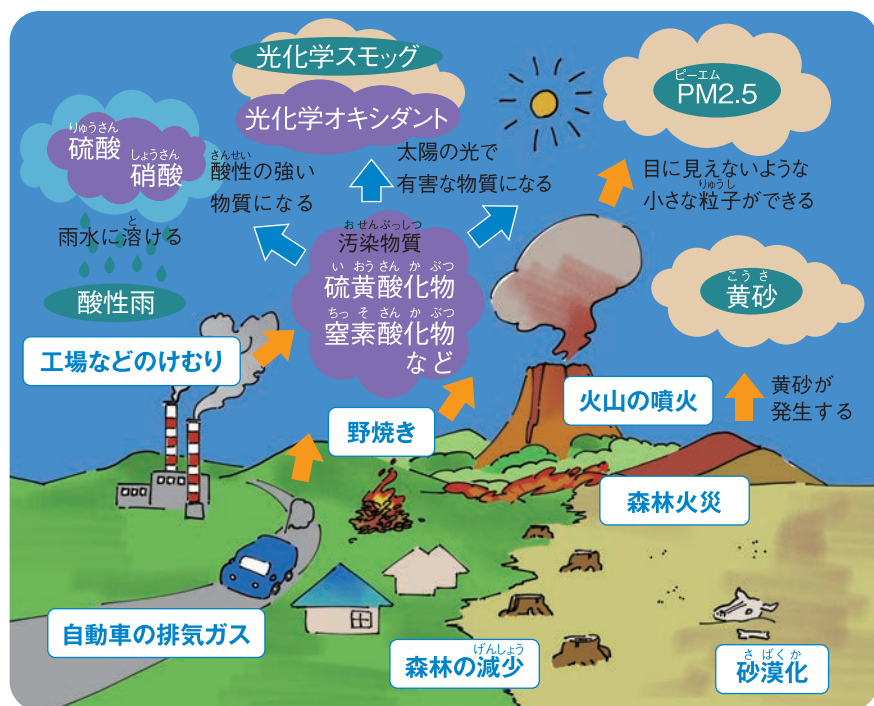 光化学スモッグ
光化学オキシダント
ピーエム
PM2.5
りゅうさん
硫酸
しょうさん
硝酸
さんせい
酸性の強い
物質になる
太陽の光で
有害な物質になる
目に見えないような
りゅうし
小さな粒子ができる
と
雨水に溶ける
酸性雨
おせんぶっしつ
汚染物質
い おう さん か ぶつ
硫黄酸化物
ちっ そ さん か ぶつ
窒素酸化物
など
こう さ
黄砂
工場などのけむり
野焼き
火山の噴火
黄砂が
発生する
森林火災
自動車の排気ガス
げんしょう
森林の減少
さ ばく か
砂漠化